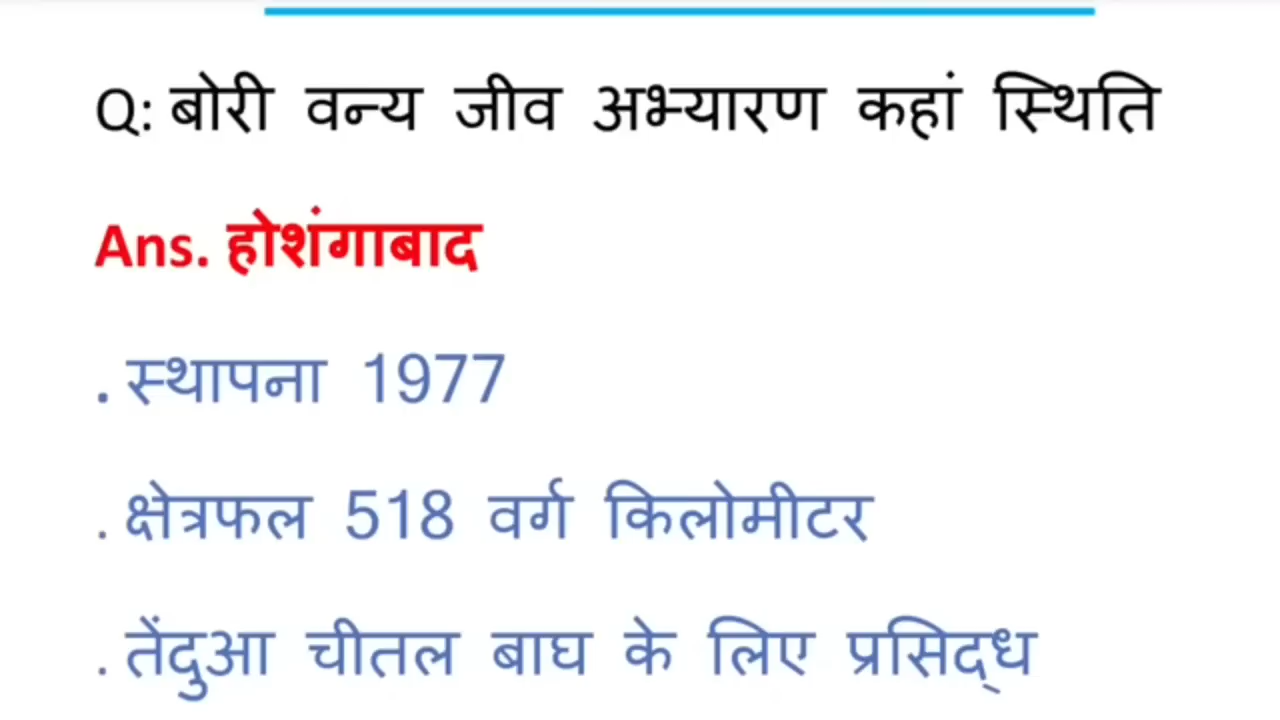 Q: बोरी वन्य जीव अभ्यारण कहां स्थिति
Ans. होशंगाबाद
. स्थापना 1977
. क्षेत्रफल 518 वर्ग किलोमीटर
. तेंदुआ चीतल बाघ के लिए प्रसिद्ध